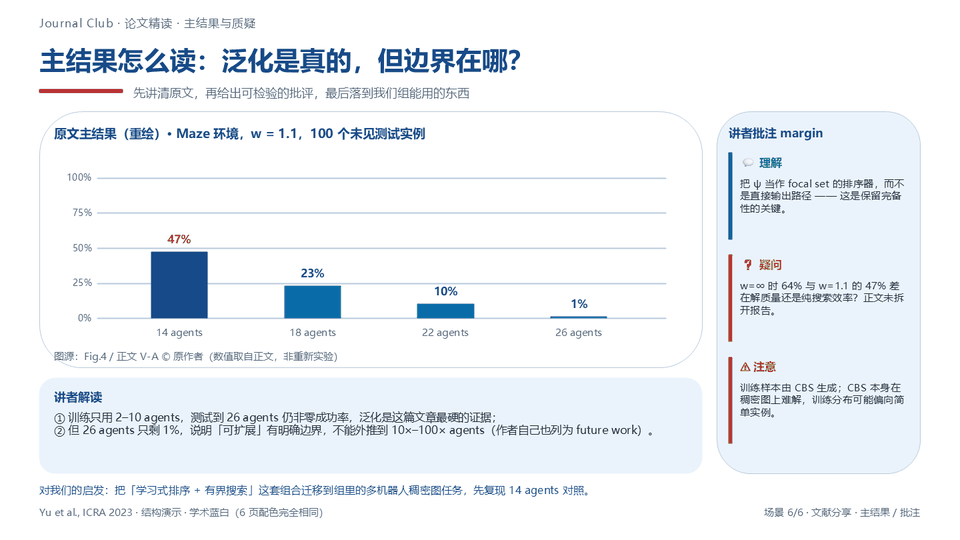 Journal Club · 论文精读 · 主结果与质疑
主结果怎么读：泛化是真的，但边界在哪？
先讲清原文，再给出可检验的批评，最后落到我们组能用的东西
原文主结果（重绘）• Maze 环境，w = 1.1，100 个未见测试实例
100%
75%
50%
25%
0%
47%
23%
10%
1%
14 agents
18 agents
22 agents
26 agents
图源：Fig.4 / 正文 V-A © 原作者（数值取自正文，非重新实验）
讲者解读
① 训练只用 2–10 agents，测试到 26 agents 仍非零成功率，泛化是这篇文章最硬的证据；
② 但 26 agents 只剩 1%，说明「可扩展」有明确边界，不能外推到 10×–100× agents（作者自己也列为 future work）。
讲者批注 margin
💬 理解
把 ψ 当作 focal set 的排序器，而不
是直接输出路径 —— 这是保留完备
性的关键。
❓ 疑问
w=∞ 时 64% 与 w=1.1 的 47% 差
在解质量还是纯搜索效率？正文未拆
开报告。
⚠ 注意
训练样本由 CBS 生成；CBS 本身在
稠密图上难解，训练分布可能偏向简
单实例。
对我们的启发：把「学习式排序 + 有界搜索」这套组合迁移到组里的多机器人稠密图任务，先复现 14 agents 对照。
Yu et al., ICRA 2023 · 结构演示 · 学术蓝白（6 页配色完全相同）
场景 6/6 · 文献分享 · 主结果 / 批注